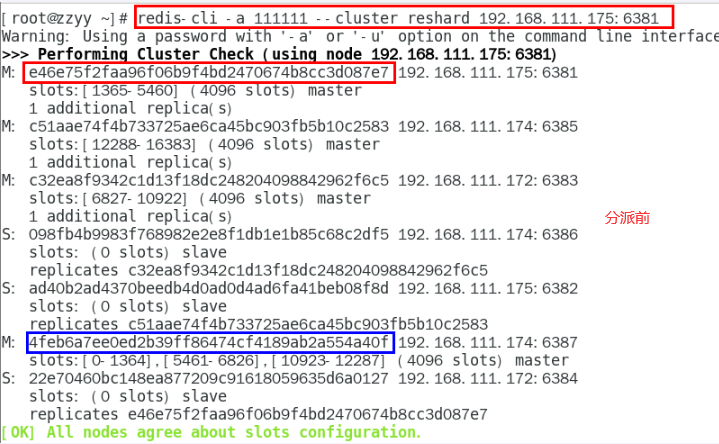 [root@zzyy ~]# redis-cli -a 111111 --cluster reshard 192.168.111.175:6381
Warning: Using a password with '-a' or '-u' option on the command line interface
>>> Performing Cluster Check (using node 192.168.111.175:6381)
M: e46e75f2faa96f06b9f4bd2470674b8cc3d087e7 192.168.111.175:6381
slots:[1365-5460] (4096 slots) master
1 additional replica(s)
M: c51aae74f4b733725ae6ca45bc903fb5b10c2583 192.168.111.174:6385
slots:[12288-16383] (4096 slots) master
1 additional replica(s)
M: c32ea8f9342c1d13f18dc248204098842962f6c5 192.168.111.172:6383
slots:[6827-10922] (4096 slots) master
1 additional replica(s)
分派前
S: 098fb4b9983f768982e2e8f1db1e1b85c68c2df5 192.168.111.174:6386
slots: (0 slots) slave
replicates c32ea8f9342c1d13f18dc248204098842962f6c5
S: ad40b2ad4370beedb4d0ad0d4ad6fa41beb08f8d 192.168.111.175:6382
slots: (0 slots) slave
replicates c51aae74f4b733725ae6ca45bc903fb5b10c2583
M: 4feb6a7ee0ed2b39ff86474cf4189ab2a554a40f 192.168.111.174:6387
slots:[0-1364],[5461-6826],[10923-12287] (4096 slots) master
S: 22e70460bc148ea877209c91618059635d6a0127 192.168.111.172:6384
slots: (0 slots) slave
replicates e46e75f2faa96f06b9f4bd2470674b8cc3d087e7
[OK] All nodes agree about slots configuration.